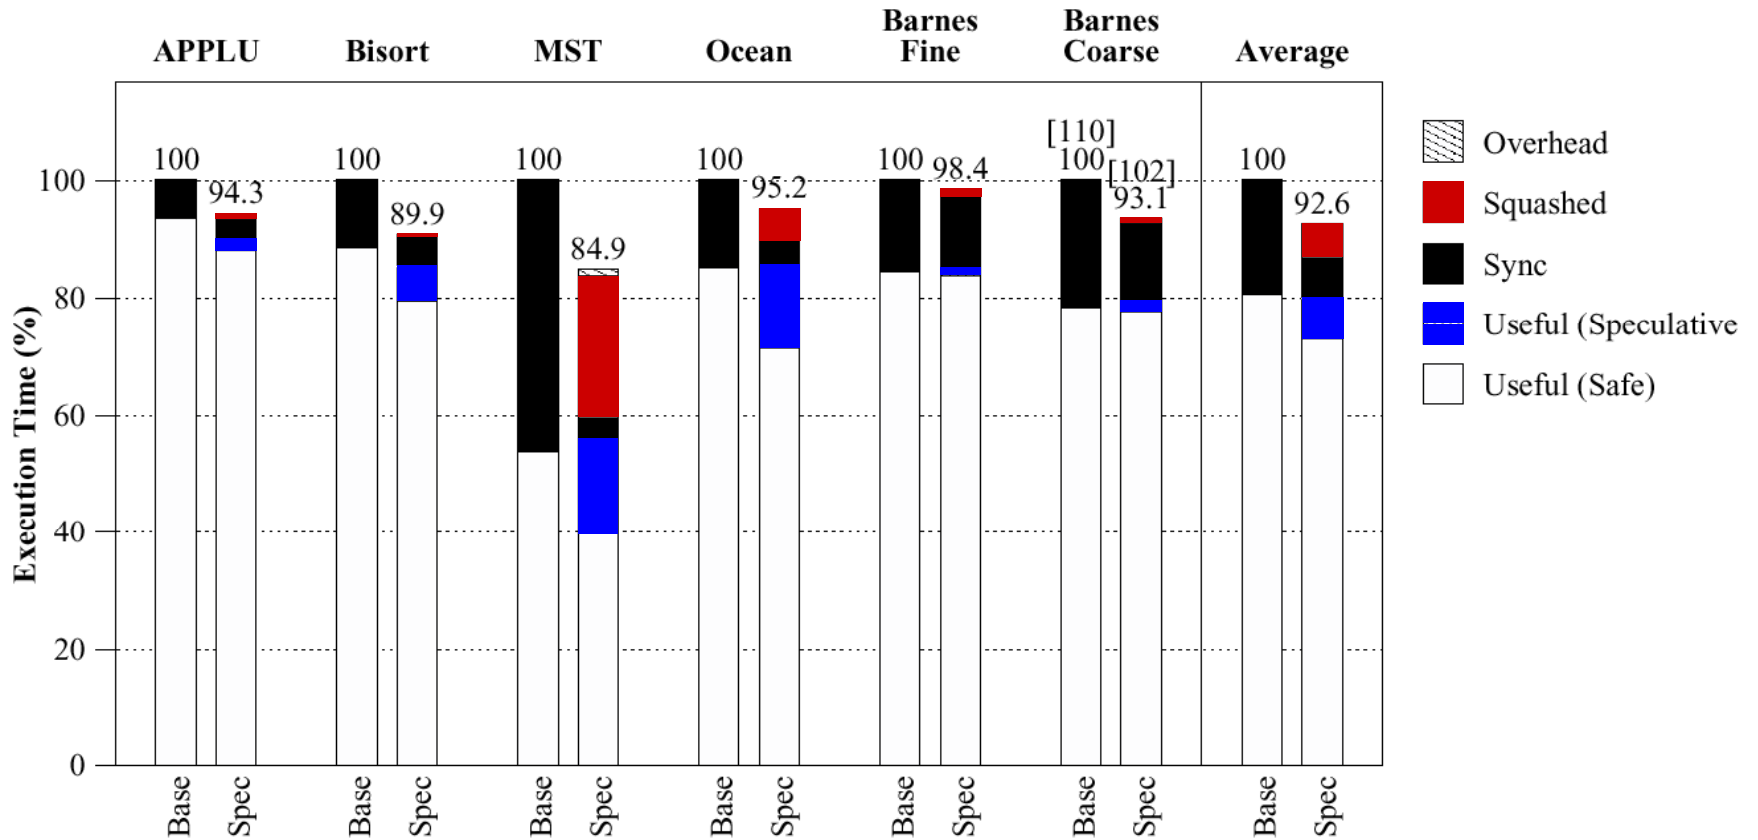 APPLU
Bisort
MST
Ocean
Barnes
Fine
Barnes
Coarse
Average
100
94.3
100
89.9
100
84.9
100
95.2
100
98.4
[110]
100
[102]
93.1
100
92.6
Execution Time (%)
100
80
60
40
20
0
Base
Spec
Base
Spec
Base
Spec
Base
Spec
Base
Spec
Base
Spec
Base
Spec
Overhead
Squashed
Sync
Useful (Speculative
Useful (Safe)